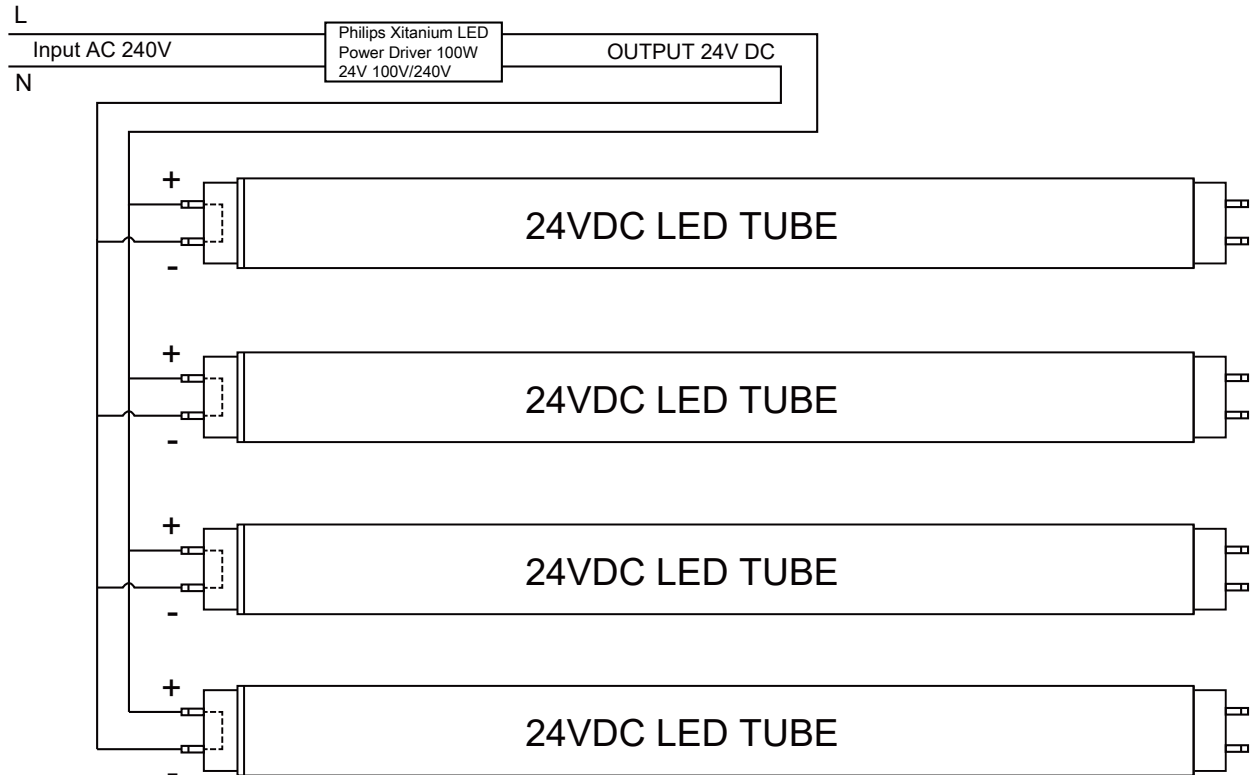 L
Input AC 240V
N
Philips Xitanium LED
Power Driver 100W
24V 100V/240V
OUTPUT 24V DC
+
24VDC LED TUBE
-
+
24VDC LED TUBE
-
+
24VDC LED TUBE
-
+
24VDC LED TUBE
-